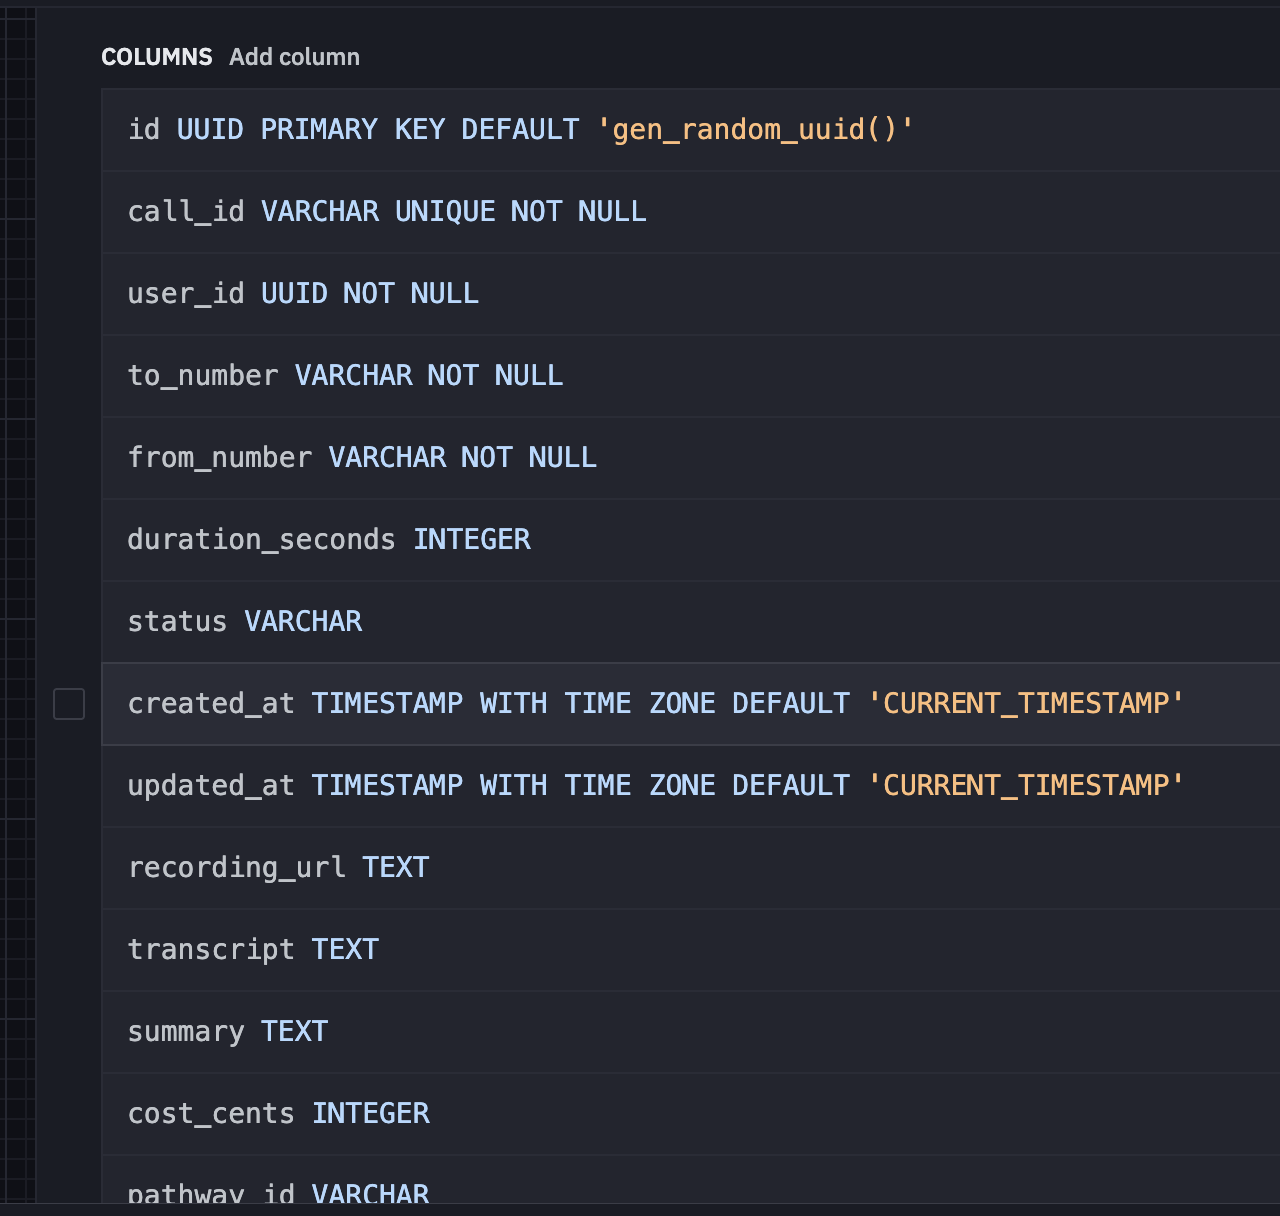 COLUMNS Add column
id UUID PRIMARY KEY DEFAULT 'gen_random_uuid()'
call_id VARCHAR UNIQUE NOT NULL
user_id UUID NOT NULL
to_number VARCHAR NOT NULL
from_number VARCHAR NOT NULL
duration_seconds INTEGER
status VARCHAR
created_at TIMESTAMP WITH TIME ZONE DEFAULT 'CURRENT_TIMESTAMP'
updated_at TIMESTAMP WITH TIME ZONE DEFAULT 'CURRENT_TIMESTAMP'
recording_url TEXT
transcript TEXT
summary TEXT
cost_cents INTEGER
pathway_id VARCHAR